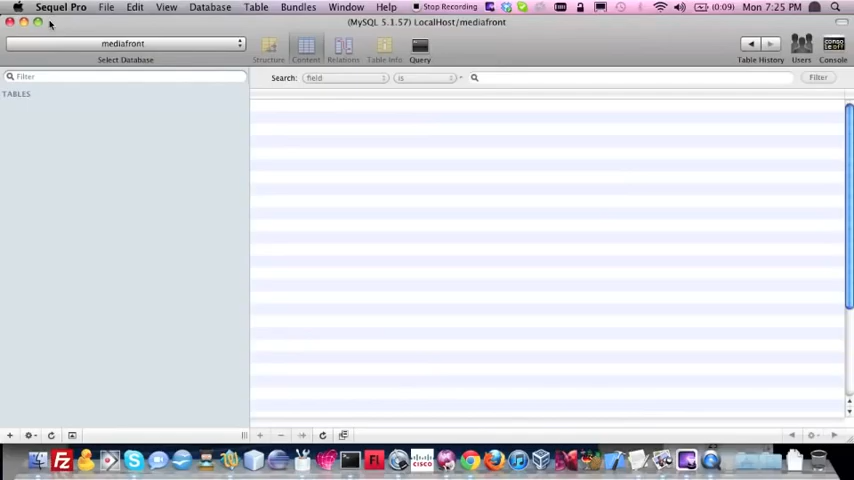 Sequel Pro File Edit View Database Table Bundles Window Help Stop Recording (0:09) Mon 7:25 PM
(MySQL 5.1.57) LocalHost/mediafront
mediafront
Select Database Structure Content Relations Table Info Query Table History Users Console
Filter Search: field is Filter
TABLES